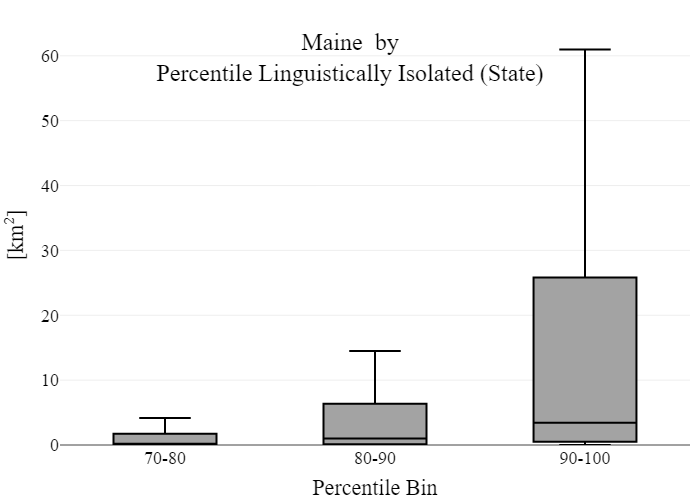 Maine by
Percentile Linguistically Isolated (State)
60
50
40
30
20
10
0
[km²]
70-80
80-90
90-100
Percentile Bin